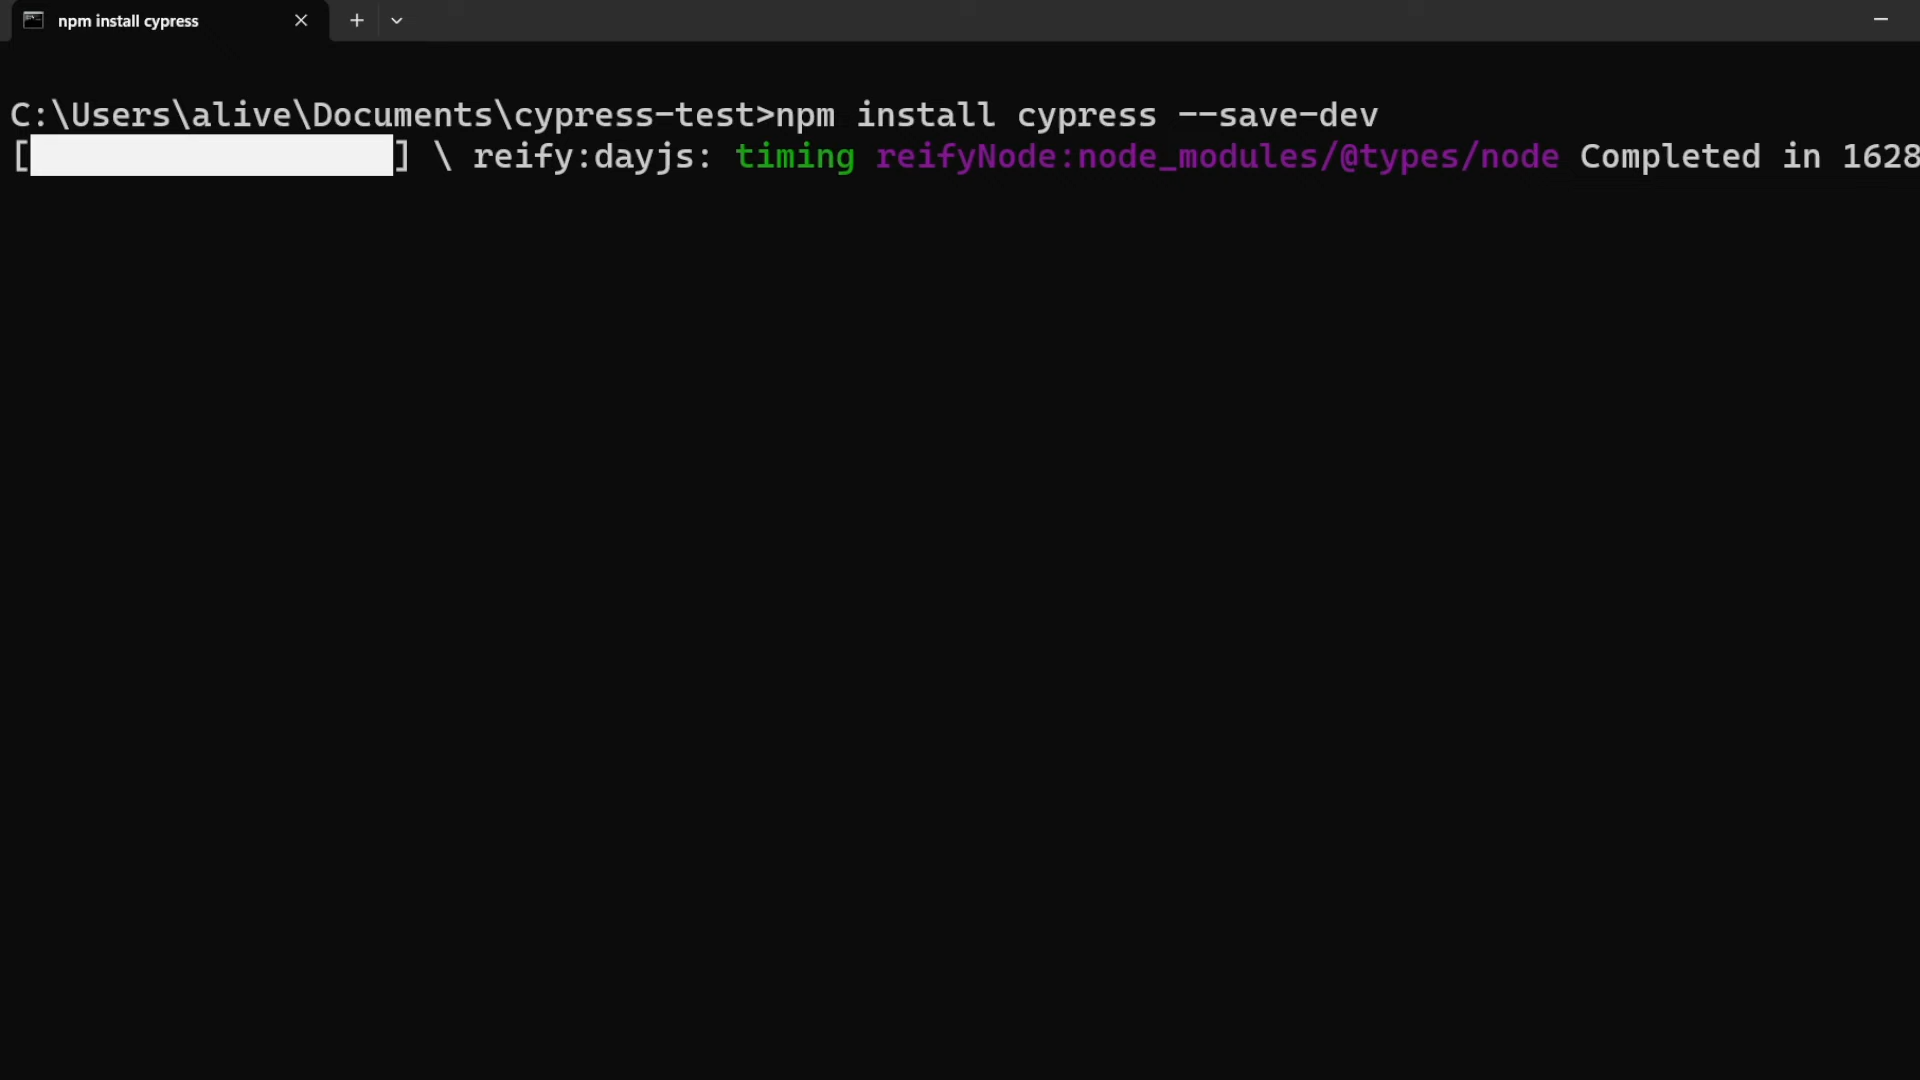 npm install cypress
C:\Users\alive\Documents\cypress-test>npm install cypress --save-dev
[                  ] \ reify:dayjs: timing reifyNode:node_modules/@types/node Completed in 1628